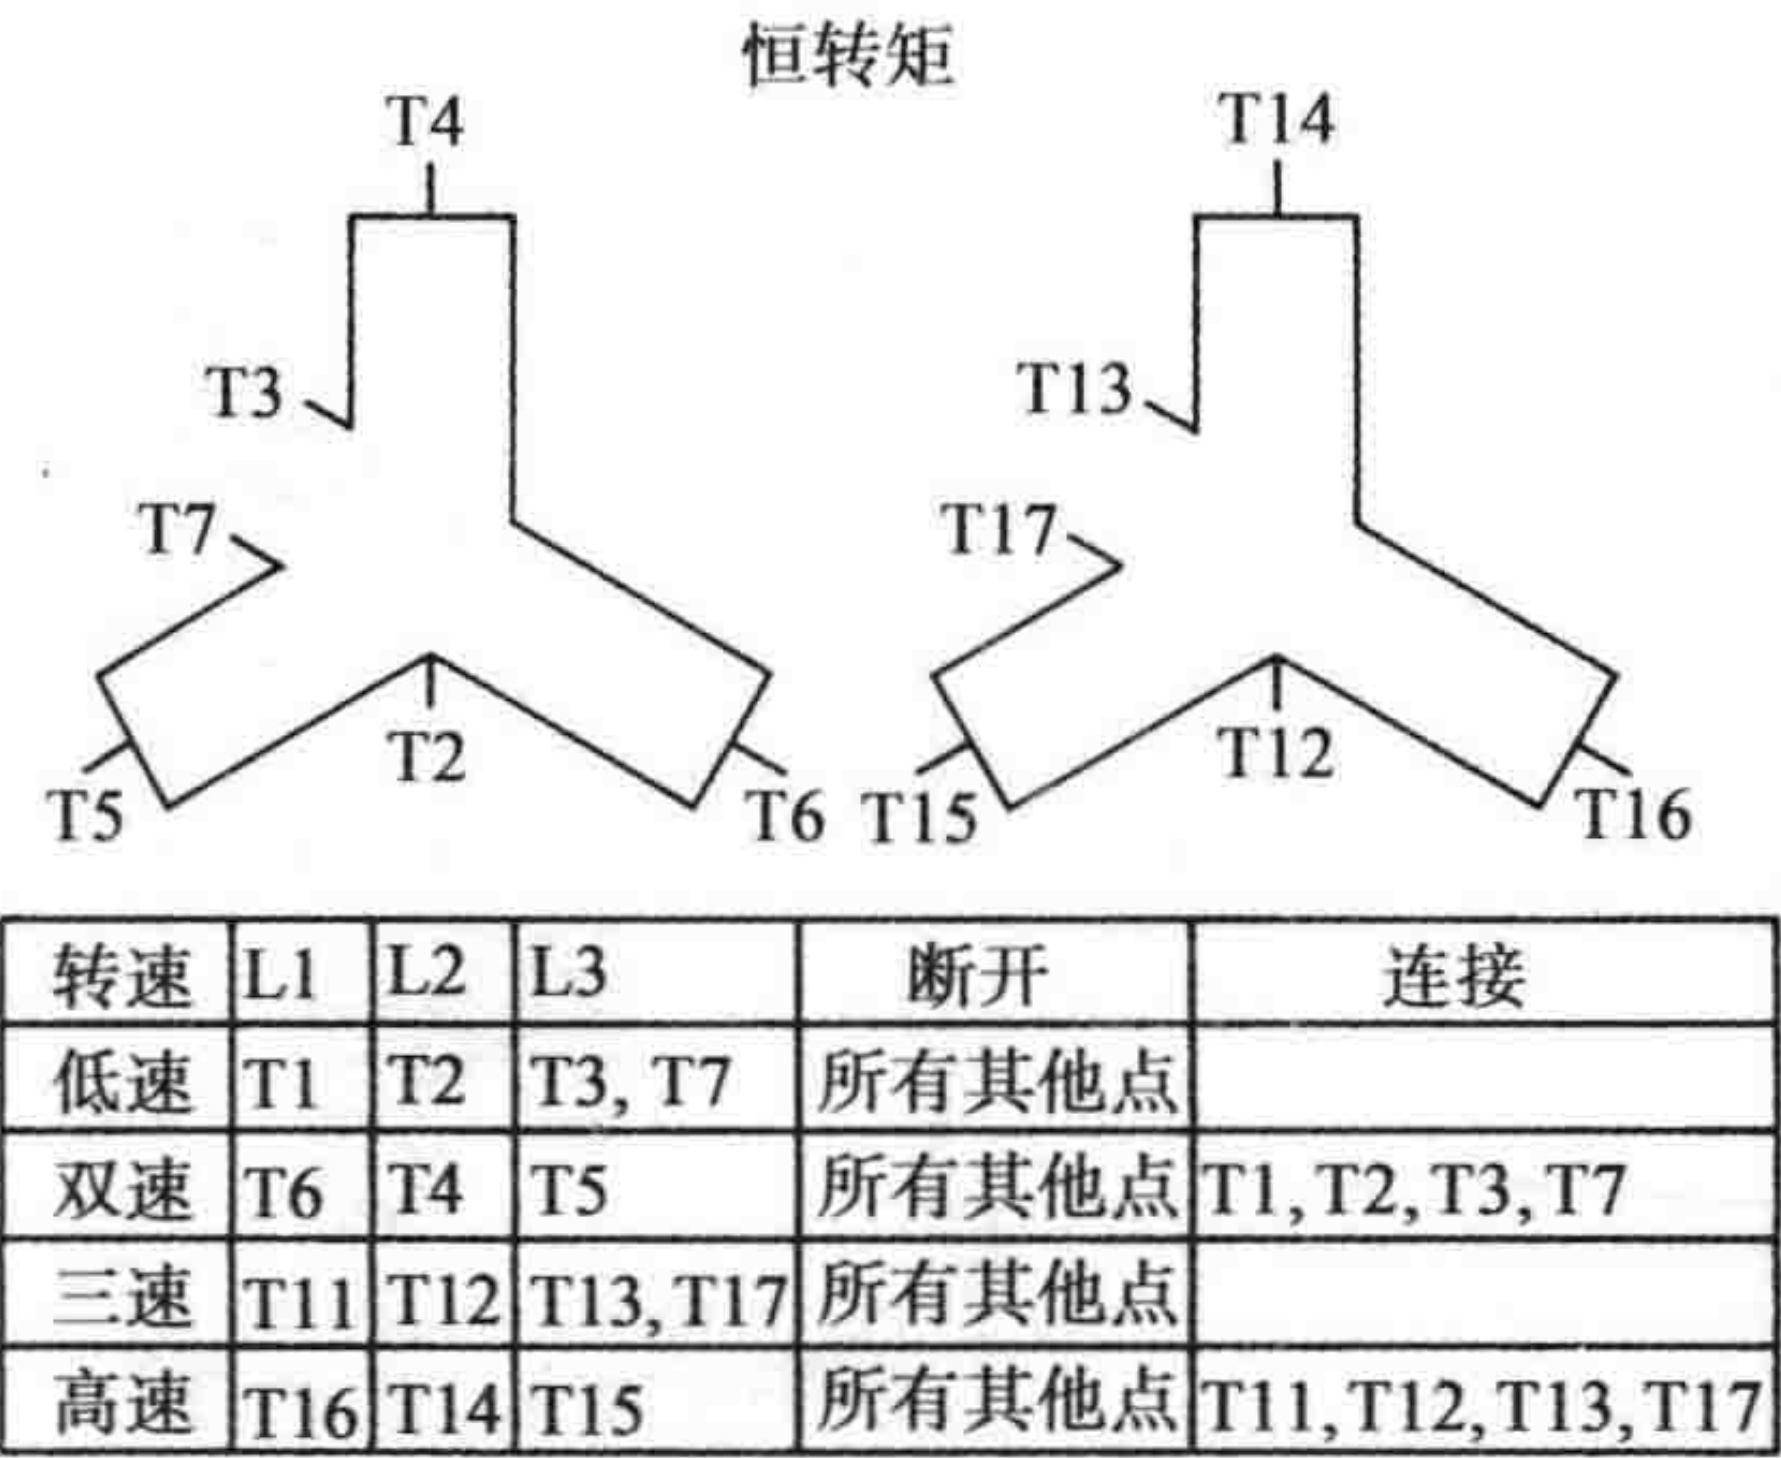 恒转矩
T4 T14
T3 T13
T7 T17
T2 T12
T5 T6 T15 T16
转速 L1 L2 L3 断开 连接
低速 T1 T2 T3, T7 所有其他点
双速 T6 T4 T5 所有其他点 T1, T2, T3, T7
三速 T11 T12 T13, T17 所有其他点
高速 T16 T14 T15 所有其他点 T11, T12, T13, T17